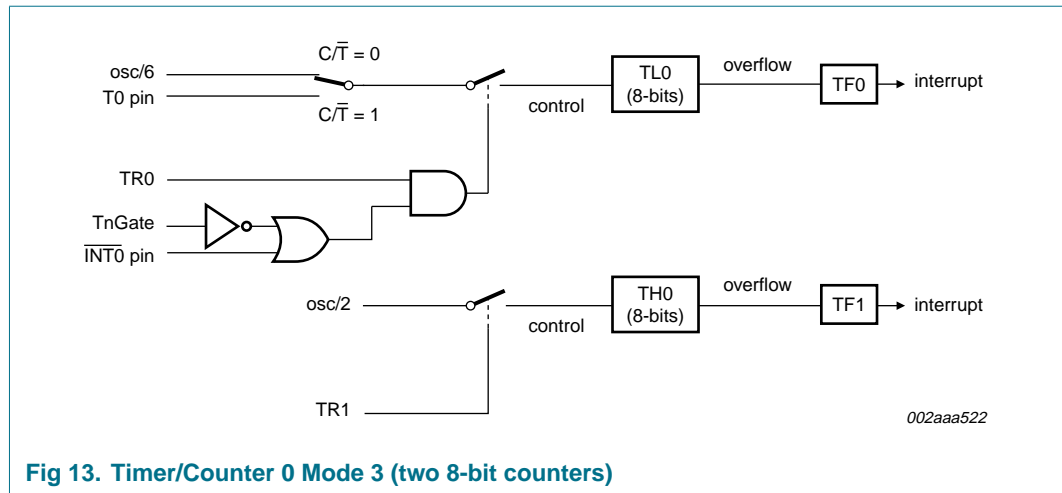 osc/6
T0 pin
C/T̅ = 0
C/T̅ = 1
control
TL0
(8-bits)
overflow
TF0
interrupt
TR0
TnGate
I̅N̅T̅0̅ pin
osc/2
control
TH0
(8-bits)
overflow
TF1
interrupt
TR1
002aaa522
Fig 13. Timer/Counter 0 Mode 3 (two 8-bit counters)